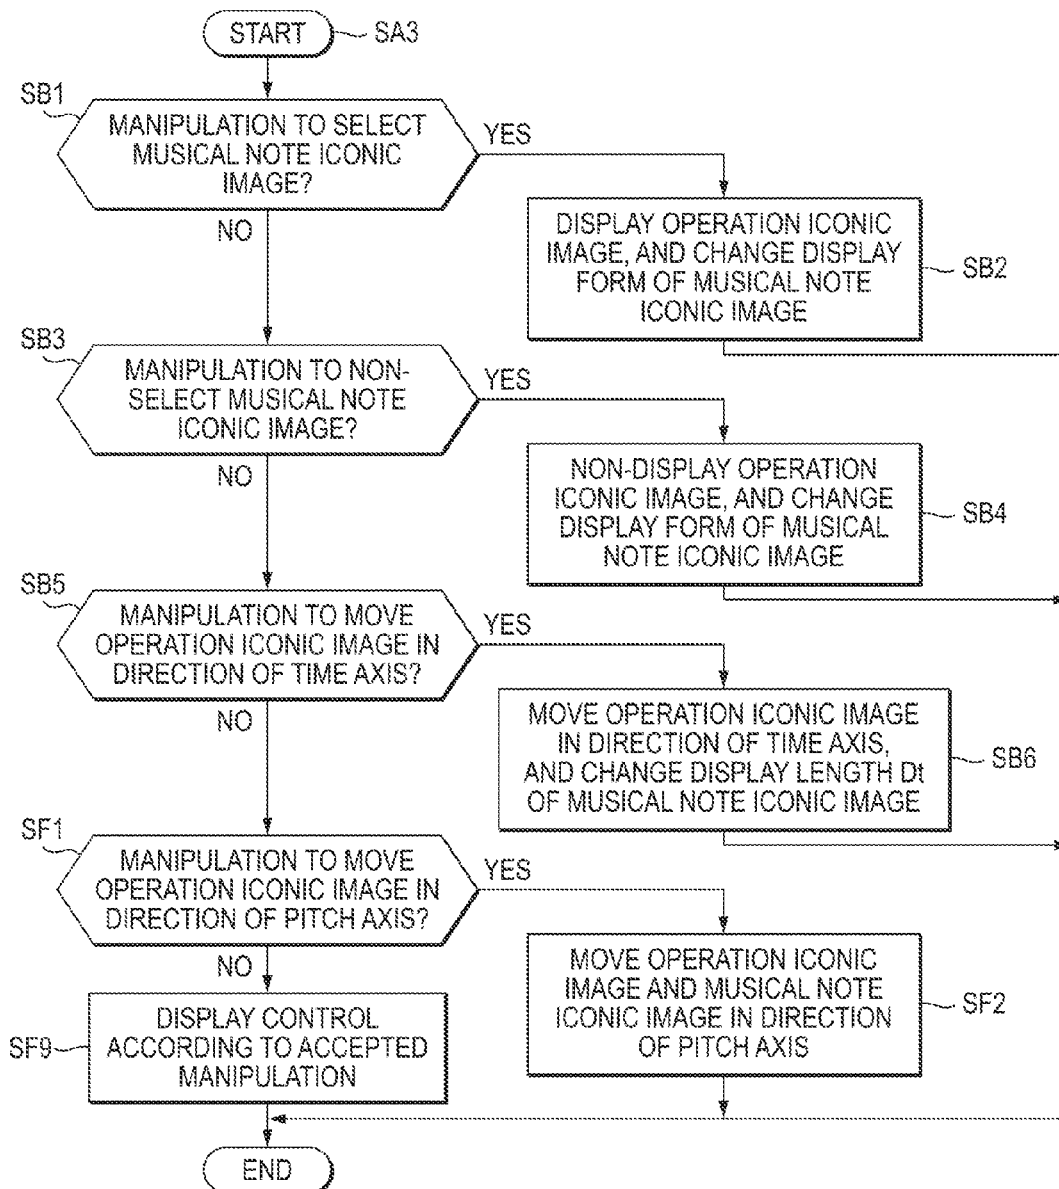 START
SA3
SB1
MANIPULATION TO SELECT
MUSICAL NOTE ICONIC
IMAGE?
YES
NO
DISPLAY OPERATION ICONIC
IMAGE, AND CHANGE DISPLAY
FORM OF MUSICAL NOTE
ICONIC IMAGE
SB2
SB3
MANIPULATION TO NON-
SELECT MUSICAL NOTE
ICONIC IMAGE?
YES
NO
NON-DISPLAY OPERATION
ICONIC IMAGE, AND CHANGE
DISPLAY FORM OF MUSICAL
NOTE ICONIC IMAGE
SB4
SB5
MANIPULATION TO MOVE
OPERATION ICONIC IMAGE IN
DIRECTION OF TIME AXIS?
YES
NO
MOVE OPERATION ICONIC IMAGE
IN DIRECTION OF TIME AXIS,
AND CHANGE DISPLAY LENGTH Dt
OF MUSICAL NOTE ICONIC IMAGE
SB6
SF1
MANIPULATION TO MOVE
OPERATION ICONIC IMAGE IN
DIRECTION OF PITCH AXIS?
YES
NO
MOVE OPERATION ICONIC
IMAGE AND MUSICAL NOTE
ICONIC IMAGE IN DIRECTION
OF PITCH AXIS
SF2
SF9
DISPLAY CONTROL
ACCORDING TO ACCEPTED
MANIPULATION
END